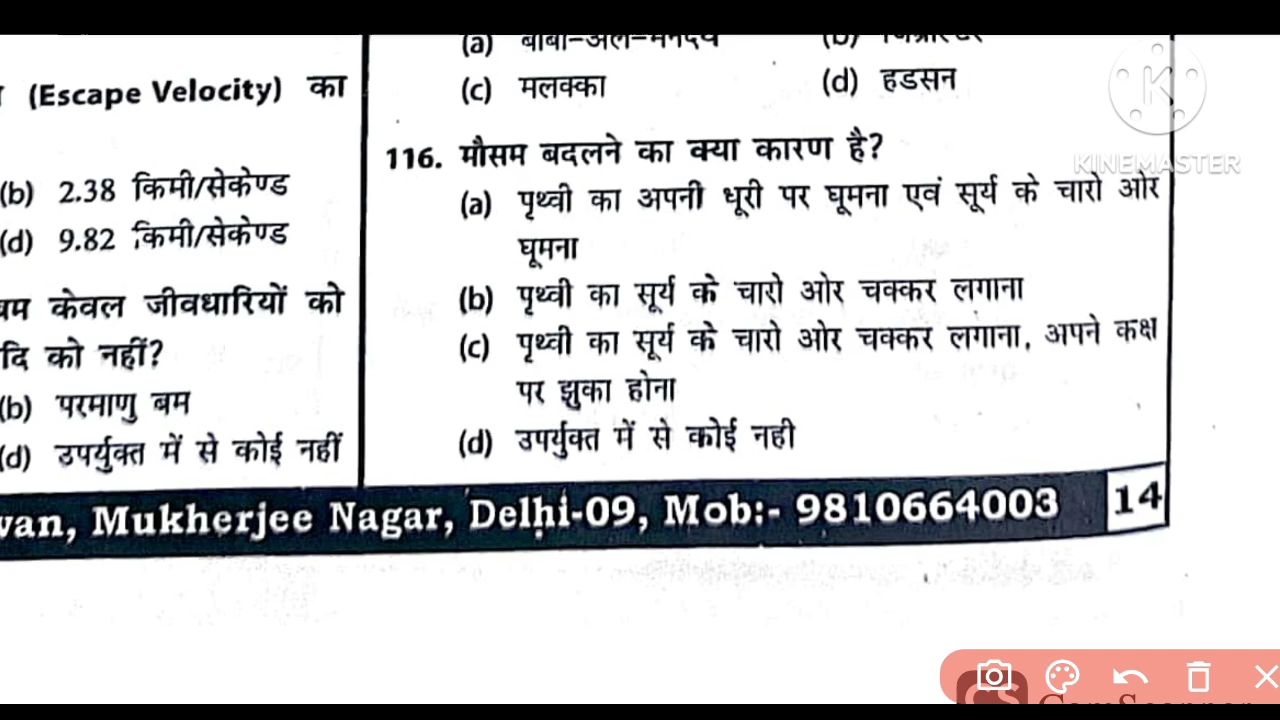 (Escape Velocity) का
(b) 2.38 किमी/सेकेण्ड
(d) 9.82 किमी/सेकेण्ड
केवल जीवधारियों को
दि को नहीं?
(b) परमाणु बम
(d) उपर्युक्त में से कोई नहीं
(a) बाबा-अल-मनदेव
(c) मलक्का (d) हडसन
116. मौसम बदलने का क्या कारण है?
(a) पृथ्वी का अपनी धूरी पर घूमना एवं सूर्य के चारो ओर
घूमना
(b) पृथ्वी का सूर्य के चारो ओर चक्कर लगाना
(c) पृथ्वी का सूर्य के चारो ओर चक्कर लगाना, अपने कक्ष
पर झुका होना
(d) उपर्युक्त में से कोई नही
van, Mukherjee Nagar, Delhi-09, Mob:- 9810664003 14
KINEMASTER